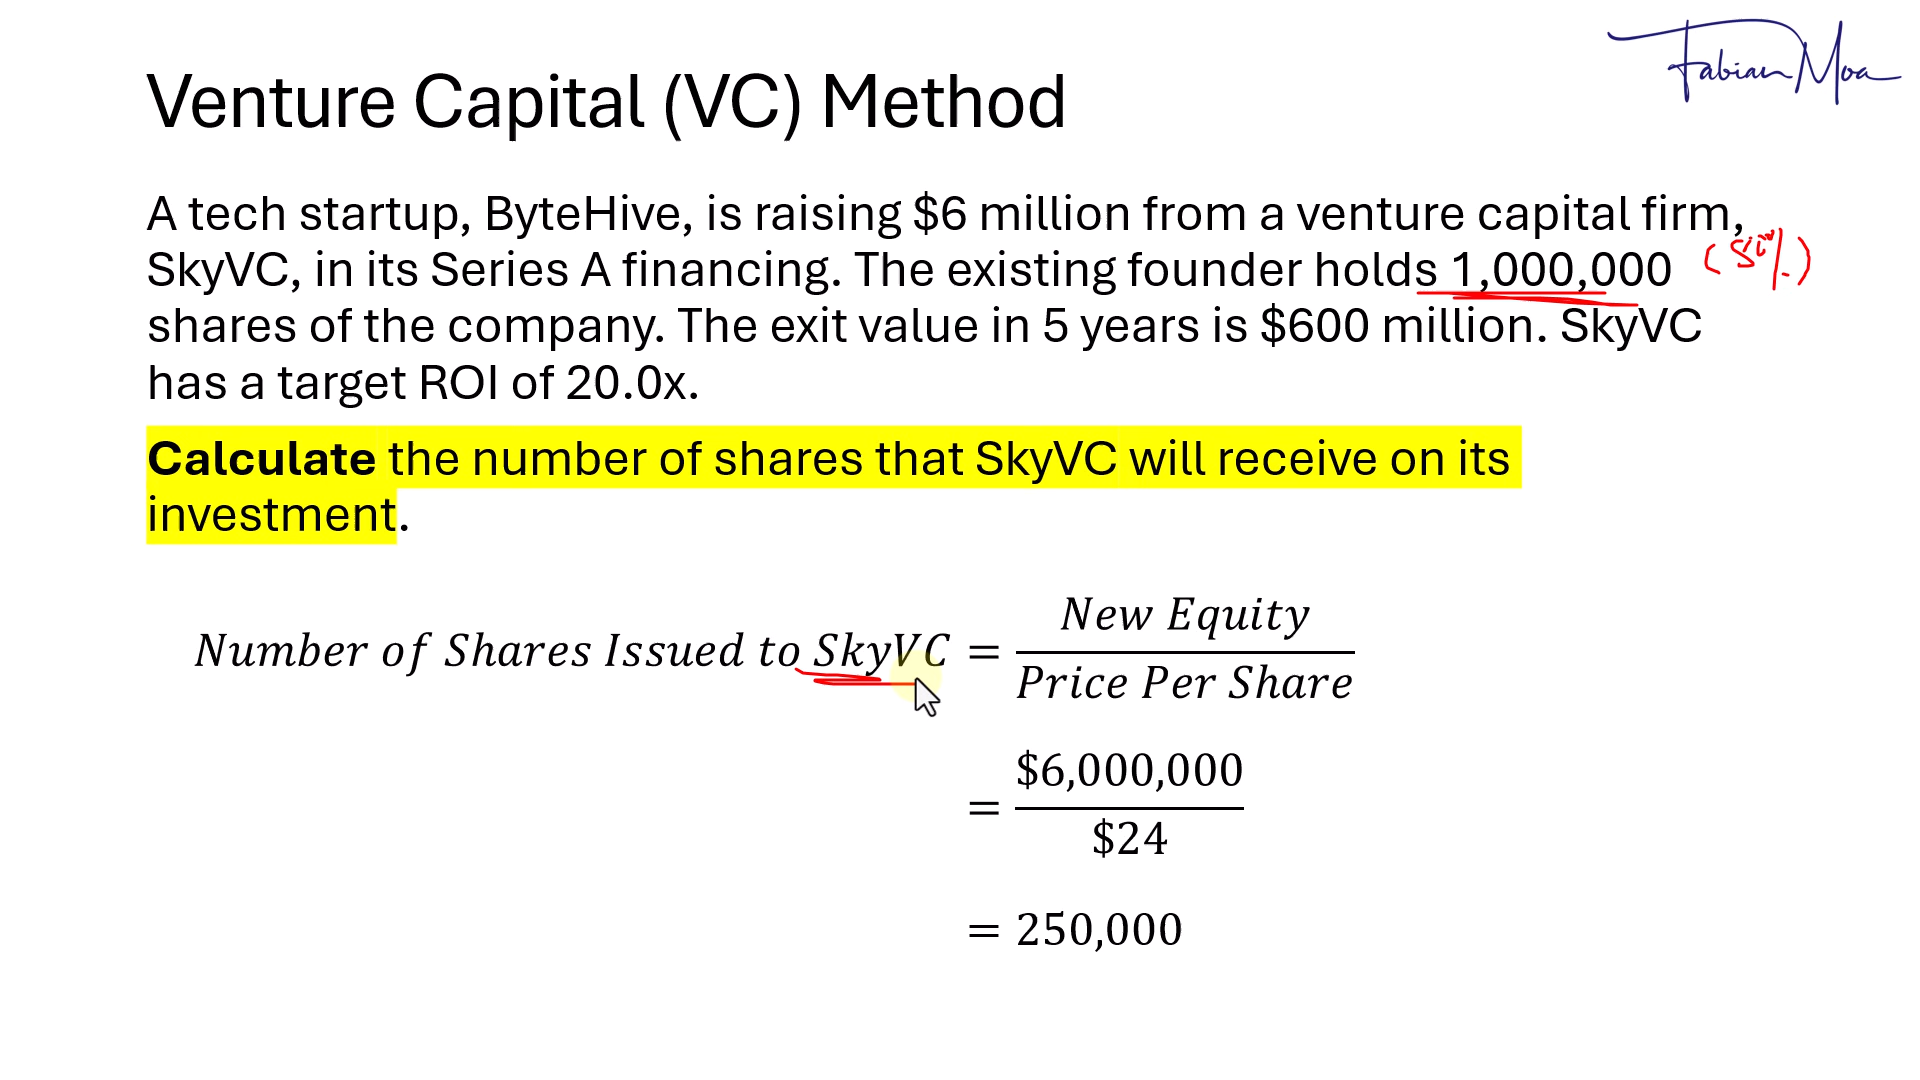 Fabian Moa
Venture Capital (VC) Method
A tech startup, ByteHive, is raising $6 million from a venture capital firm,
SkyVC, in its Series A financing. The existing founder holds 1,000,000
shares of the company. The exit value in 5 years is $600 million. SkyVC
has a target ROI of 20.0x.
Calculate the number of shares that SkyVC will receive on its
investment.
Number of Shares Issued to SkyVC = New Equity
Price Per Share
= $6,000,000
$24
= 250,000